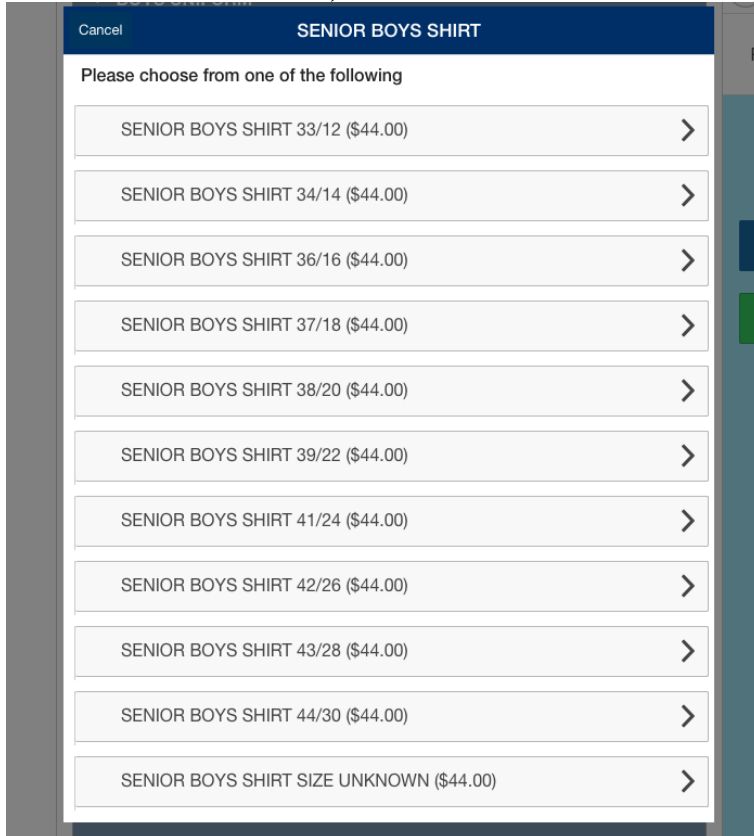 BOYS UNIFORM
Cancel
SENIOR BOYS SHIRT
Please choose from one of the following
SENIOR BOYS SHIRT 33/12 ($44.00)
SENIOR BOYS SHIRT 34/14 ($44.00)
SENIOR BOYS SHIRT 36/16 ($44.00)
SENIOR BOYS SHIRT 37/18 ($44.00)
SENIOR BOYS SHIRT 38/20 ($44.00)
SENIOR BOYS SHIRT 39/22 ($44.00)
SENIOR BOYS SHIRT 41/24 ($44.00)
SENIOR BOYS SHIRT 42/26 ($44.00)
SENIOR BOYS SHIRT 43/28 ($44.00)
SENIOR BOYS SHIRT 44/30 ($44.00)
SENIOR BOYS SHIRT SIZE UNKNOWN ($44.00)